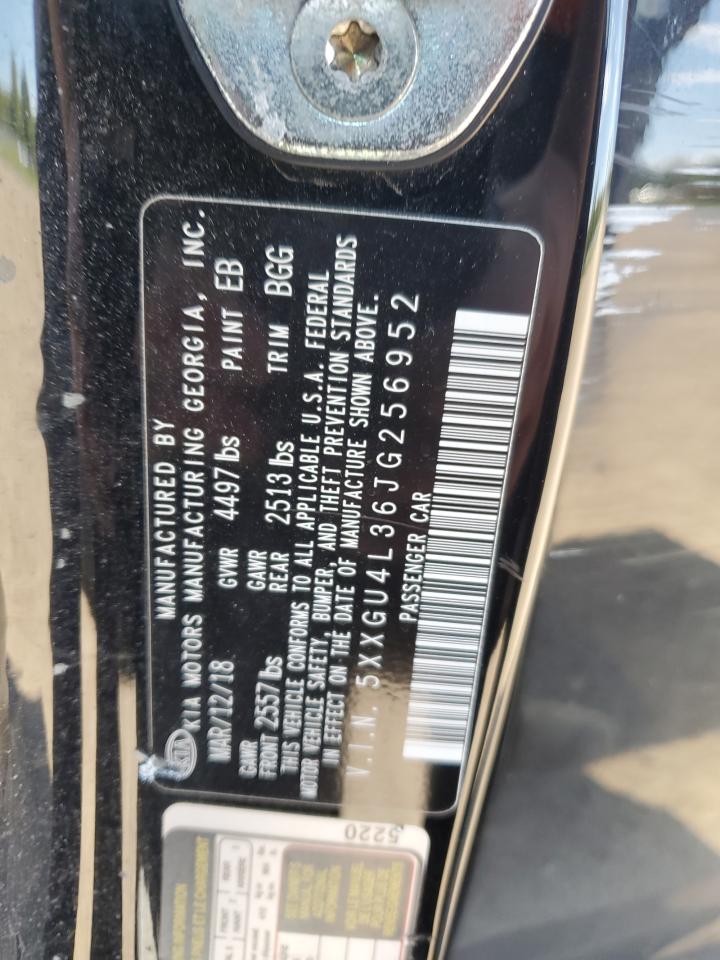 MANUFACTURED BY
KIA KIA MOTORS MANUFACTURING GEORGIA, INC.
MAR/12/18 GVWR 4497 lbs PAINT EB
GAWR FRONT 2557 lbs GAWR REAR 2513 lbs TRIM BGG
THIS VEHICLE CONFORMS TO ALL APPLICABLE U.S.A. FEDERAL
MOTOR VEHICLE SAFETY, BUMPER, AND THEFT PREVENTION STANDARDS
IN EFFECT ON THE DATE OF MANUFACTURE SHOWN ABOVE.
V.I.N. 5XXGU4L36JG256952
PASSENGER CAR
5220